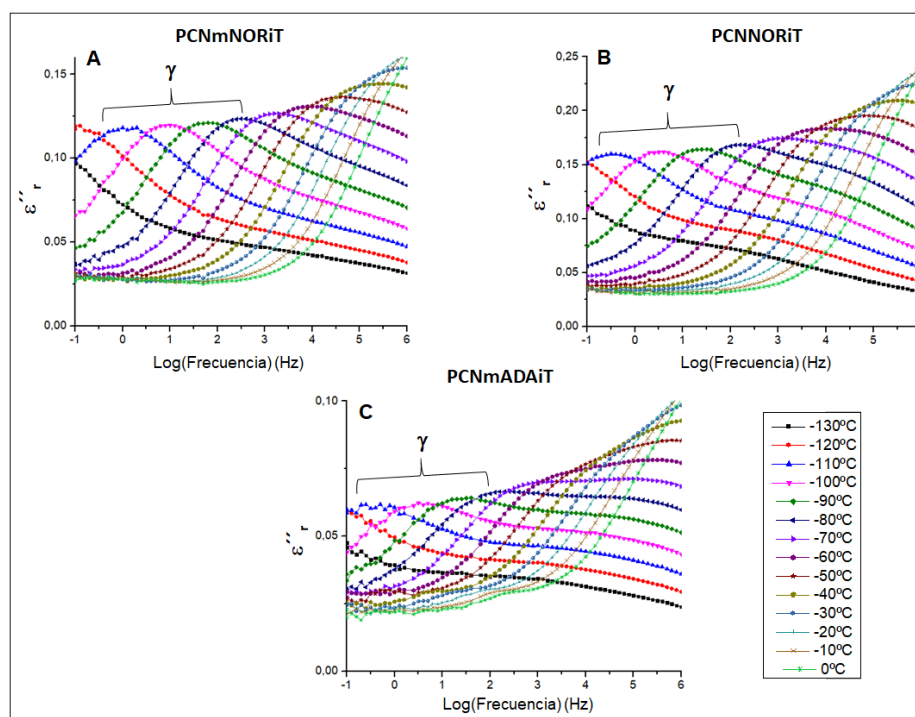 PCNmNORiT
A
γ
ε´´r
0,15
0,10
0,05
0,00
-1 0 1 2 3 4 5 6
Log(Frecuencia) (Hz)
PCNNORiT
B
γ
ε´´r
0,25
0,20
0,15
0,10
0,05
0,00
-1 0 1 2 3 4 5
Log(Frecuencia) (Hz)
PCNmADAiT
C
γ
ε´´r
0,10
0,05
0,00
-1 0 1 2 3 4 5 6
Log(Frecuencia) (Hz)
-130ºC
-120ºC
-110ºC
-100ºC
-90ºC
-80ºC
-70ºC
-60ºC
-50ºC
-40ºC
-30ºC
-20ºC
-10ºC
0ºC